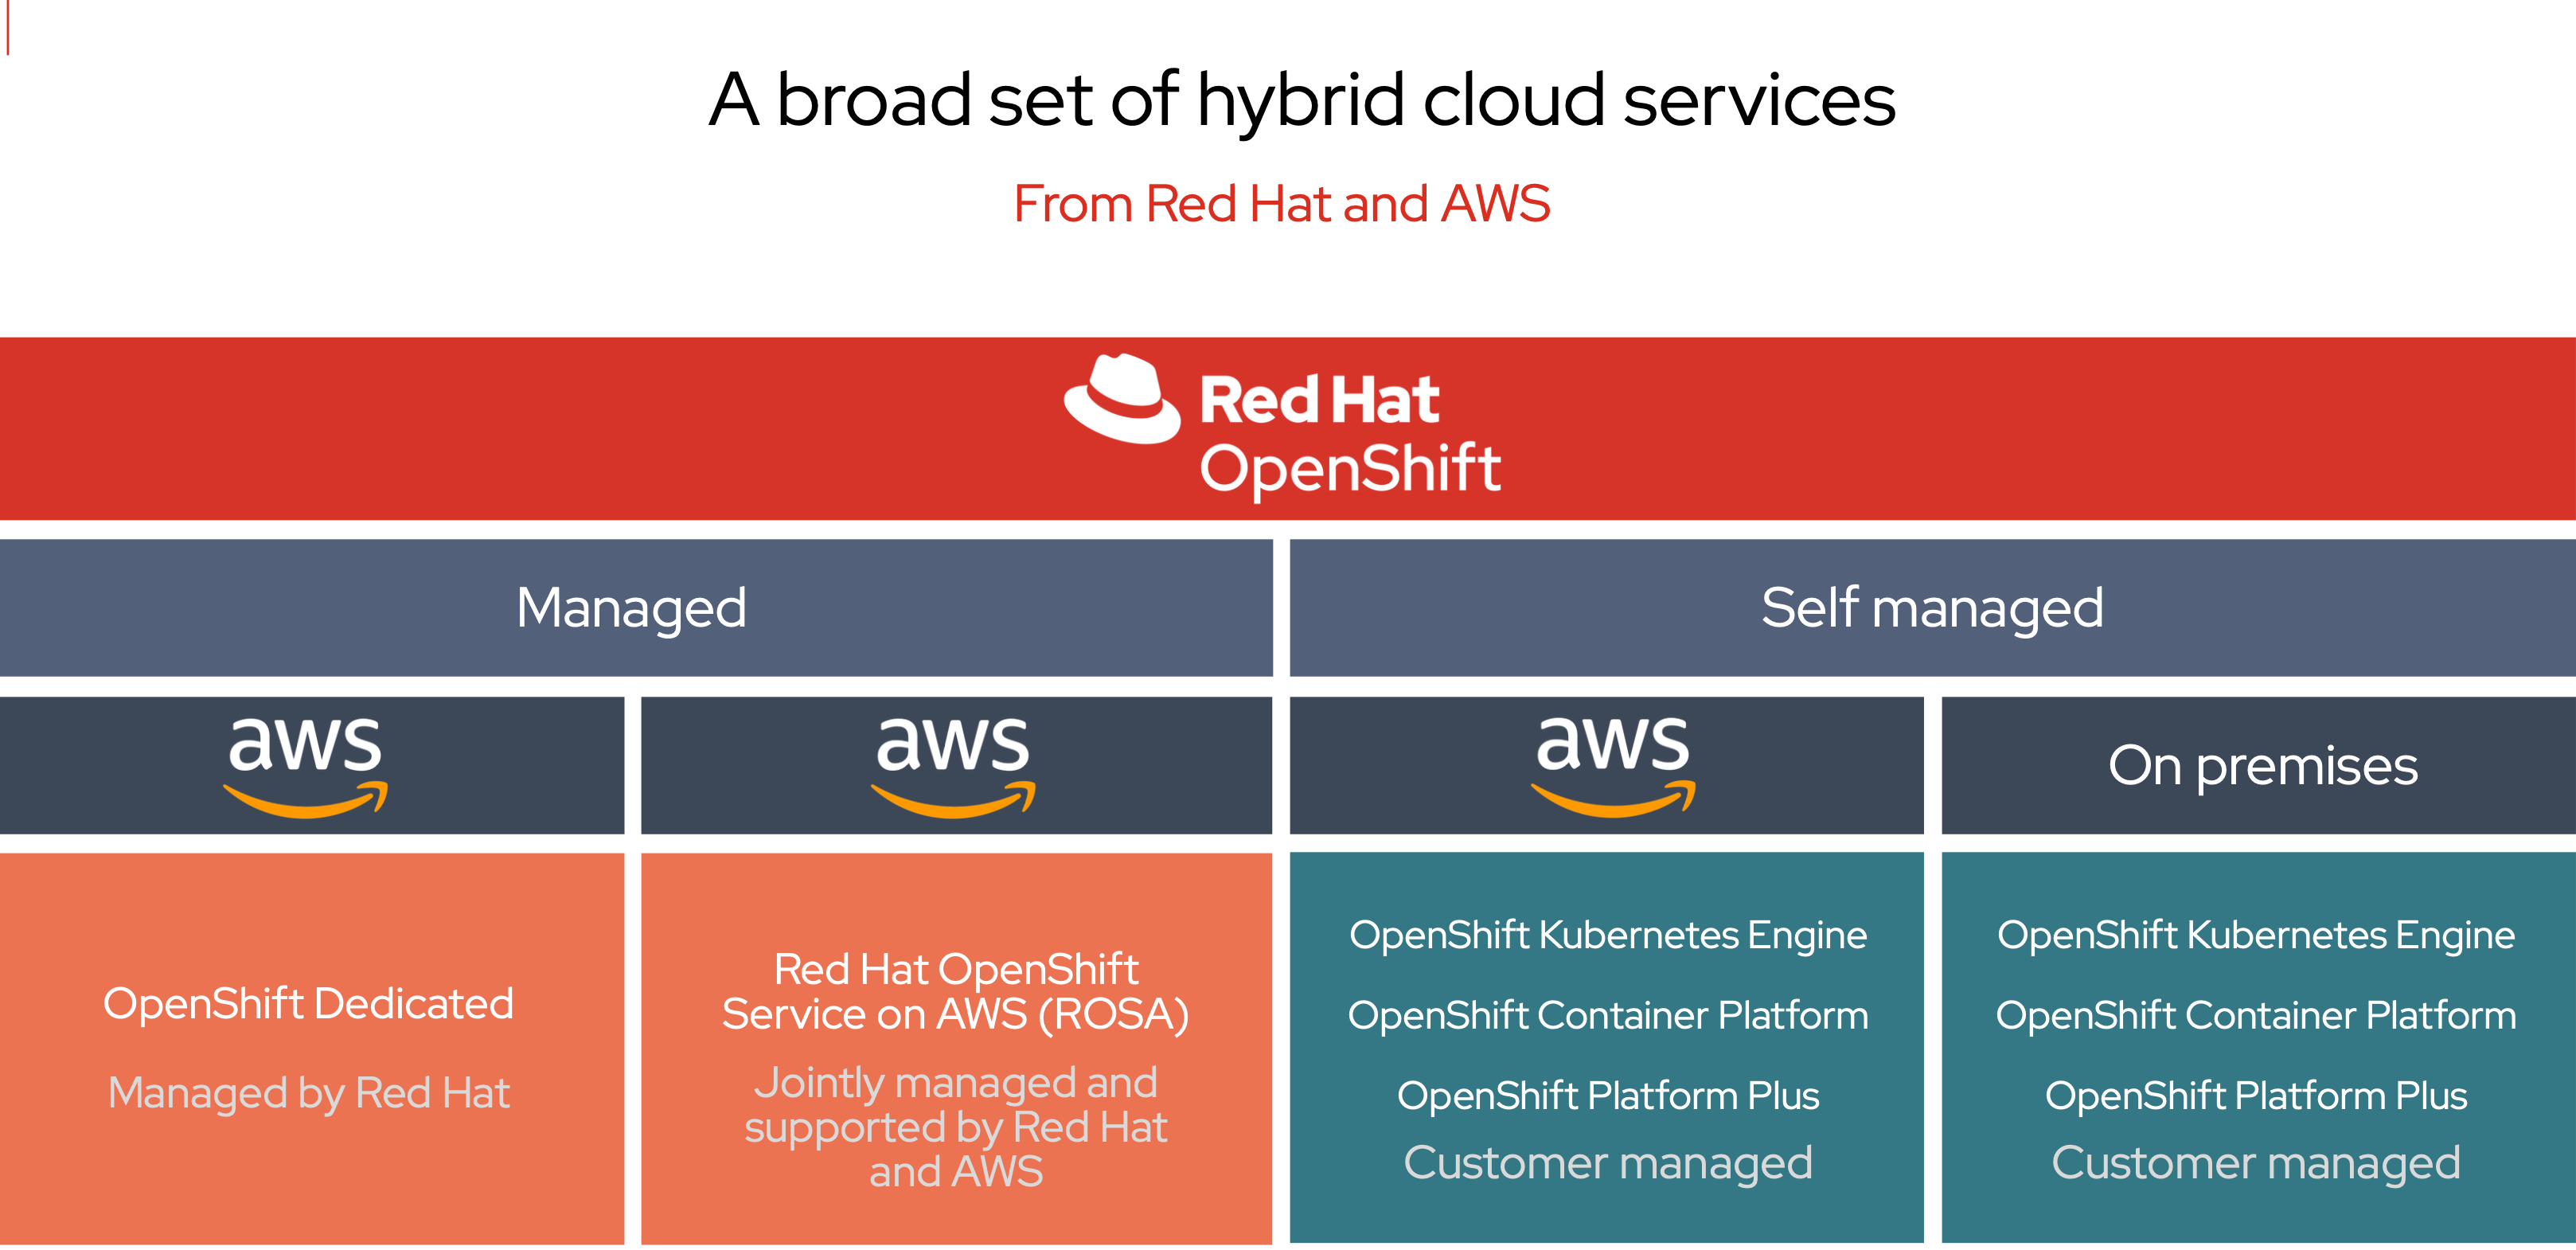 A broad set of hybrid cloud services
From Red Hat and AWS
Red Hat
OpenShift
Managed
Self managed
aws
aws
aws
On premises
OpenShift Dedicated
Managed by Red Hat
Red Hat OpenShift
Service on AWS (ROSA)
Jointly managed and
supported by Red Hat
and AWS
OpenShift Kubernetes Engine
OpenShift Container Platform
OpenShift Platform Plus
Customer managed
OpenShift Kubernetes Engine
OpenShift Container Platform
OpenShift Platform Plus
Customer managed